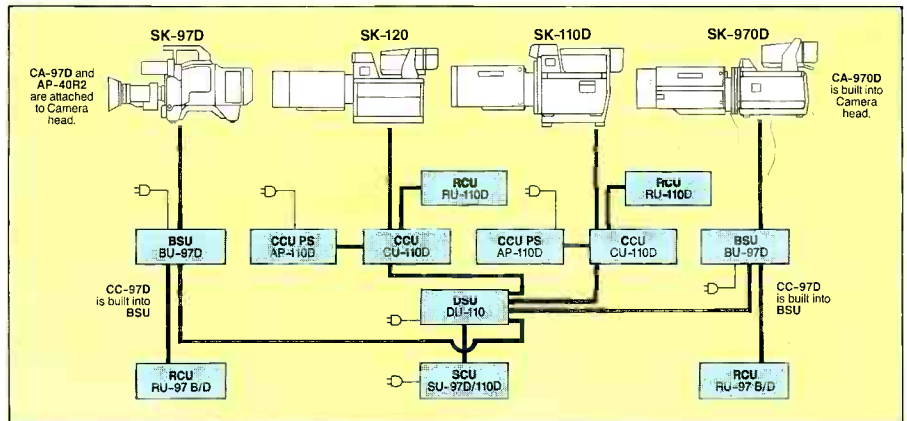 SK-97D
SK-120
SK-110D
SK-970D
CA-97D and
AP-40R2
are attached
to Camera
head.
CA-970D
is built into
Camera
head.
RCU
RU-110D
RCU
RU-110D
BSU
BU-97D
CCU PS
AP-110D
CCU
CU-110D
CCU PS
AP-110D
CCU
CU-110D
BSU
BU-97D
CC-97D
is built into
BSU
DSU
DU-110
CC-97D
is built into
BSU
RCU
RU-97 B/D
SCU
SU-97D/110D
RCU
RU-97 B/D